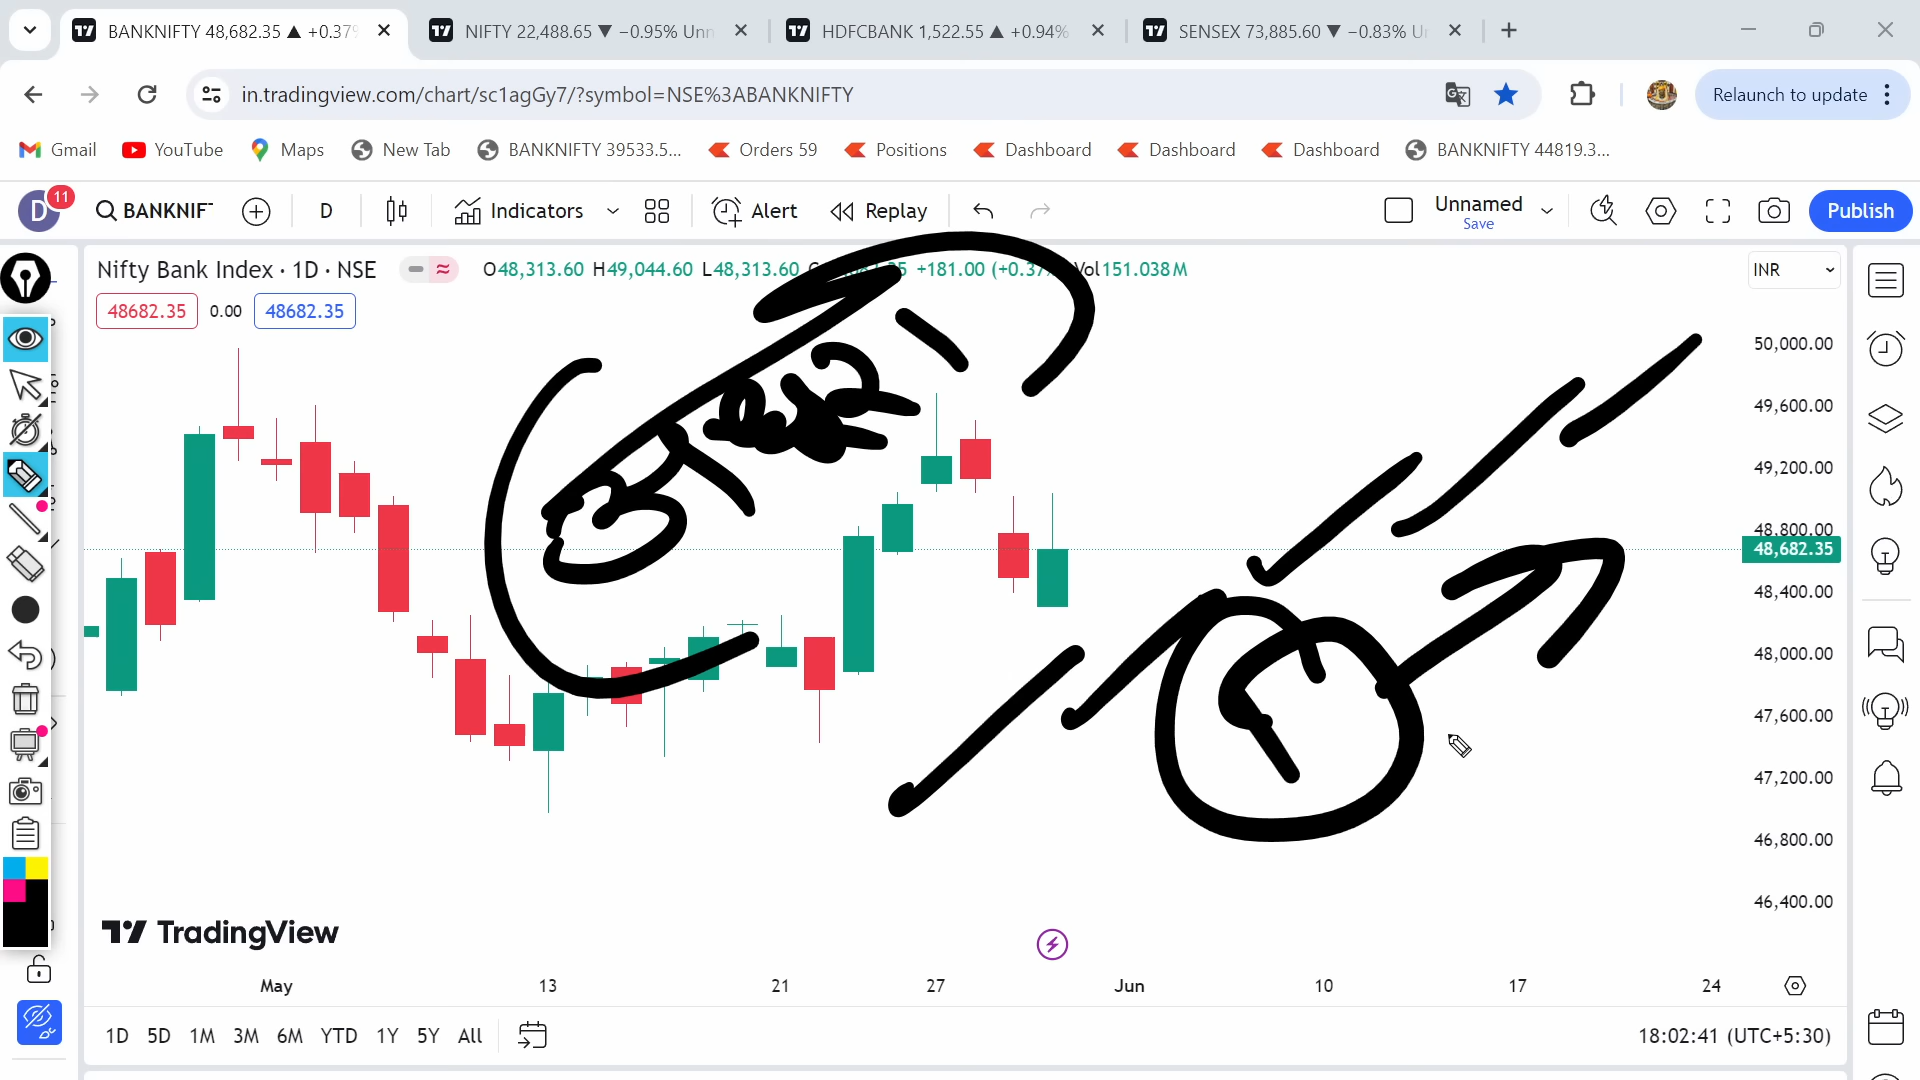 BANKNIFTY 48,682.35 ▲ +0.37% NIFTY 22,488.65 ▼ −0.95% Unn HDFCBANK 1,522.55 ▲ +0.94% SENSEX 73,885.60 ▼ −0.83% U
in.tradingview.com/chart/sc1agGy7/?symbol=NSE%3ABANKNIFTY Relaunch to update
Gmail YouTube Maps New Tab BANKNIFTY 39533.5... Orders 59 Positions Dashboard Dashboard Dashboard BANKNIFTY 44819.3...
D 11 BANKNIF D Indicators Alert Replay Unnamed Save Publish
Nifty Bank Index · 1D · NSE O48,313.60 H49,044.60 L48,313.60 +181.00 (+0.37% Vol151.038M INR
48682.35 0.00 48682.35
50,000.00
49,600.00
49,200.00
48,800.00
48,682.35
48,400.00
48,000.00
47,600.00
47,200.00
46,800.00
46,400.00
TradingView
May 13 21 27 Jun 10 17 24
1D 5D 1M 3M 6M YTD 1Y 5Y All 18:02:41 (UTC+5:30)